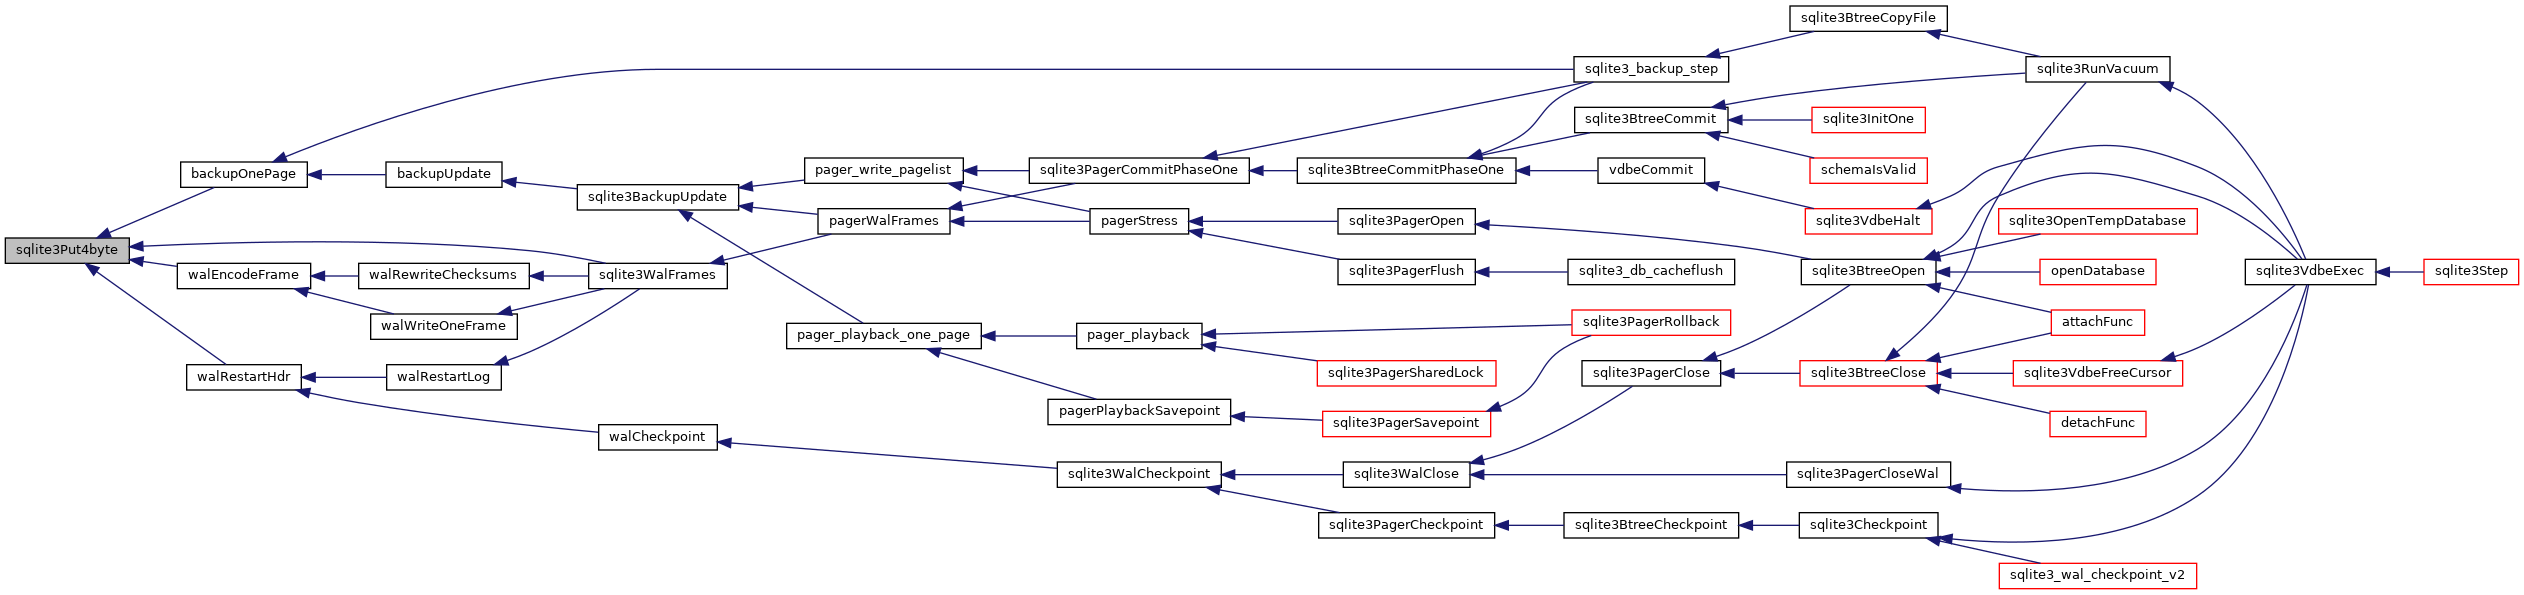 sqlite3Put4byte
backupOnePage
walEncodeFrame
walRestartHdr
backupUpdate
walRewriteChecksums
walWriteOneFrame
walRestartLog
sqlite3BackupUpdate
sqlite3WalFrames
walCheckpoint
pager_write_pagelist
pagerWalFrames
pager_playback_one_page
sqlite3PagerCommitPhaseOne
pagerStress
pager_playback
pagerPlaybackSavepoint
sqlite3WalCheckpoint
sqlite3BtreeCommitPhaseOne
sqlite3PagerOpen
sqlite3PagerFlush
sqlite3PagerSharedLock
sqlite3PagerSavepoint
sqlite3WalClose
sqlite3PagerCheckpoint
sqlite3_backup_step
sqlite3BtreeCommit
vdbeCommit
sqlite3_db_cacheflush
sqlite3PagerRollback
sqlite3PagerClose
sqlite3BtreeCheckpoint
sqlite3BtreeCopyFile
sqlite3InitOne
schemaIsValid
sqlite3VdbeHalt
sqlite3BtreeOpen
sqlite3BtreeClose
sqlite3PagerCloseWal
sqlite3Checkpoint
sqlite3RunVacuum
sqlite3OpenTempDatabase
openDatabase
attachFunc
sqlite3VdbeFreeCursor
detachFunc
sqlite3_wal_checkpoint_v2
sqlite3VdbeExec
sqlite3Step